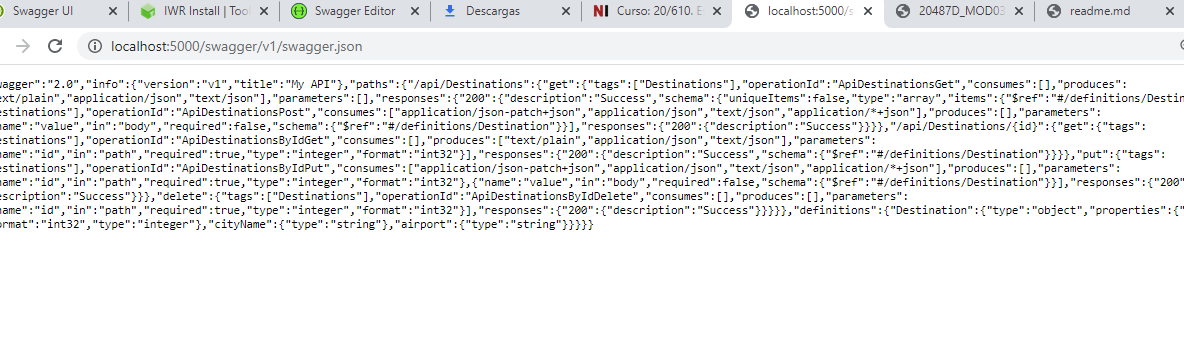 Swagger UI
IWR Install | Tool
Swagger Editor
Descargas
NI Curso: 20/610. E
localhost:5000/s
20487D_MOD03
readme.md
localhost:5000/swagger/v1/swagger.json
wagger":"2.0","info":{"version":"v1","title":"My API"},"paths":{"/api/Destinations":{"get":{"tags":["Destinations"],"operationId":"ApiDestinationsGet","consumes":[],"produces":
ext/plain","application/json","text/json"],"parameters":[],"responses":{"200":{"description":"Success","schema":{"uniqueItems":false,"type":"array","items":{"$ref":"#/definitions/Destin
estinations"],"operationId":"ApiDestinationsPost","consumes":["application/json-patch+json","application/json","text/json","application/*+json"],"produces":[],"parameters":
name":"value","in":"body","required":false,"schema":{"$ref":"#/definitions/Destination"}}],"responses":{"200":{"description":"Success"}}}},"/api/Destinations/{id}":{"get":{"tags":
estinations"],"operationId":"ApiDestinationsByIdGet","consumes":[],"produces":["text/plain","application/json","text/json"],"parameters":
name":"id","in":"path","required":true,"type":"integer","format":"int32"}],"responses":{"200":{"description":"Success","schema":{"$ref":"#/definitions/Destination"}}}},"put":{"tags":
estinations"],"operationId":"ApiDestinationsByIdPut","consumes":["application/json-patch+json","application/json","text/json","application/*+json"],"produces":[],"parameters":
name":"id","in":"path","required":true,"type":"integer","format":"int32"},{"name":"value","in":"body","required":false,"schema":{"$ref":"#/definitions/Destination"}}],"responses":{"200"
escription":"Success"}}},"delete":{"tags":["Destinations"],"operationId":"ApiDestinationsByIdDelete","consumes":[],"produces":[],"parameters":
name":"id","in":"path","required":true,"type":"integer","format":"int32"}],"responses":{"200":{"description":"Success"}}}}},"definitions":{"Destination":{"type":"object","properties":{"
ormat":"int32","type":"integer"},"cityName":{"type":"string"},"airport":{"type":"string"}}}}}